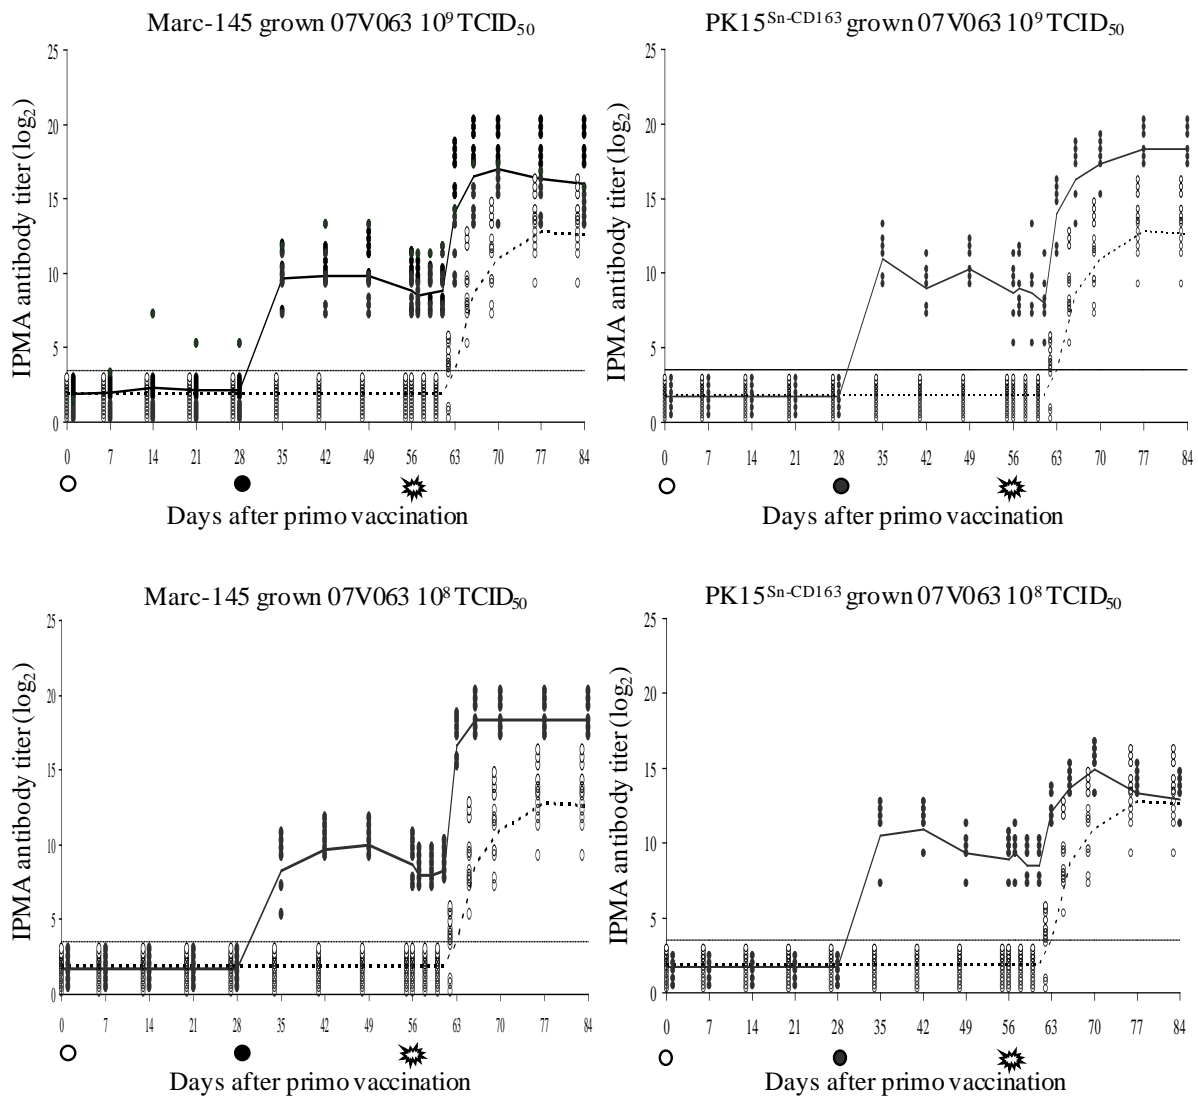 Marc-145 grown 07V063 10⁹ TCID₅₀
PK15ˢⁿ⁻ᶜᴰ¹⁶³ grown 07V063 10⁹ TCID₅₀
IPMA antibody titer (log₂)
25
20
15
10
5
0
0 7 14 21 28 35 42 49 56 63 70 77 84
Days after primo vaccination
IPMA antibody titer (log₂)
25
20
15
10
5
0
0 7 14 21 28 35 42 49 56 63 70 77 84
Days after primo vaccination
Marc-145 grown 07V063 10⁸ TCID₅₀
PK15ˢⁿ⁻ᶜᴰ¹⁶³ grown 07V063 10⁸ TCID₅₀
IPMA antibody titer (log₂)
25
20
15
10
5
0
0 7 14 21 28 35 42 49 56 63 70 77 84
Days after primo vaccination
IPMA antibody titer (log₂)
25
20
15
10
5
0
0 7 14 21 28 35 42 49 56 63 70 77 84
Days after primo vaccination